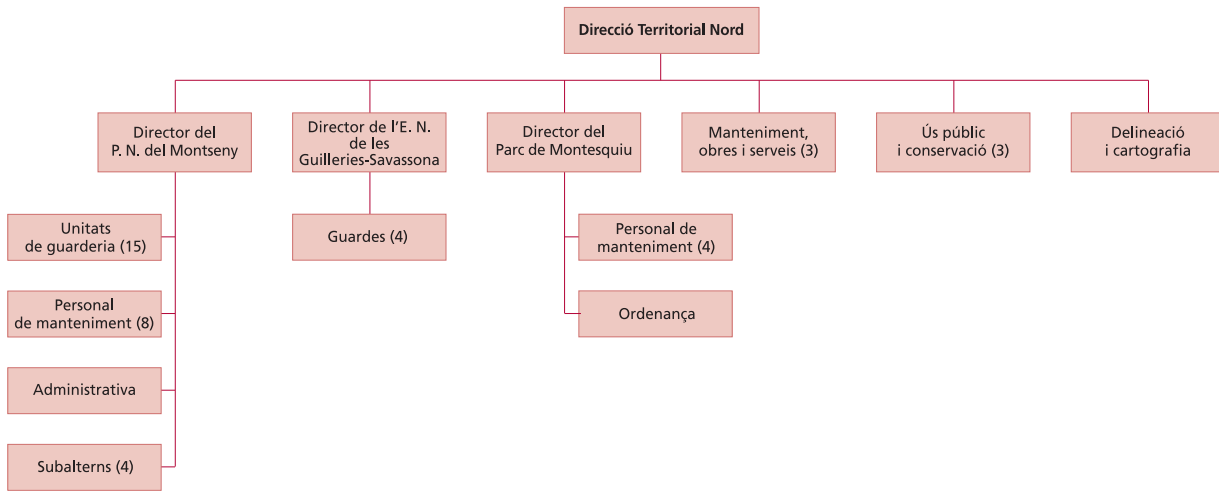 Direcció Territorial Nord
Director del
P. N. del Montseny
Director de l'E. N.
de les
Guilleries-Savassona
Director del
Parc de Montesquiu
Manteniment,
obres i serveis (3)
Ús públic
i conservació (3)
Delineació
i cartografia
Unitats
de guarderia (15)
Personal
de manteniment (8)
Administrativa
Subalterns (4)
Guardes (4)
Personal de
manteniment (4)
Ordenança